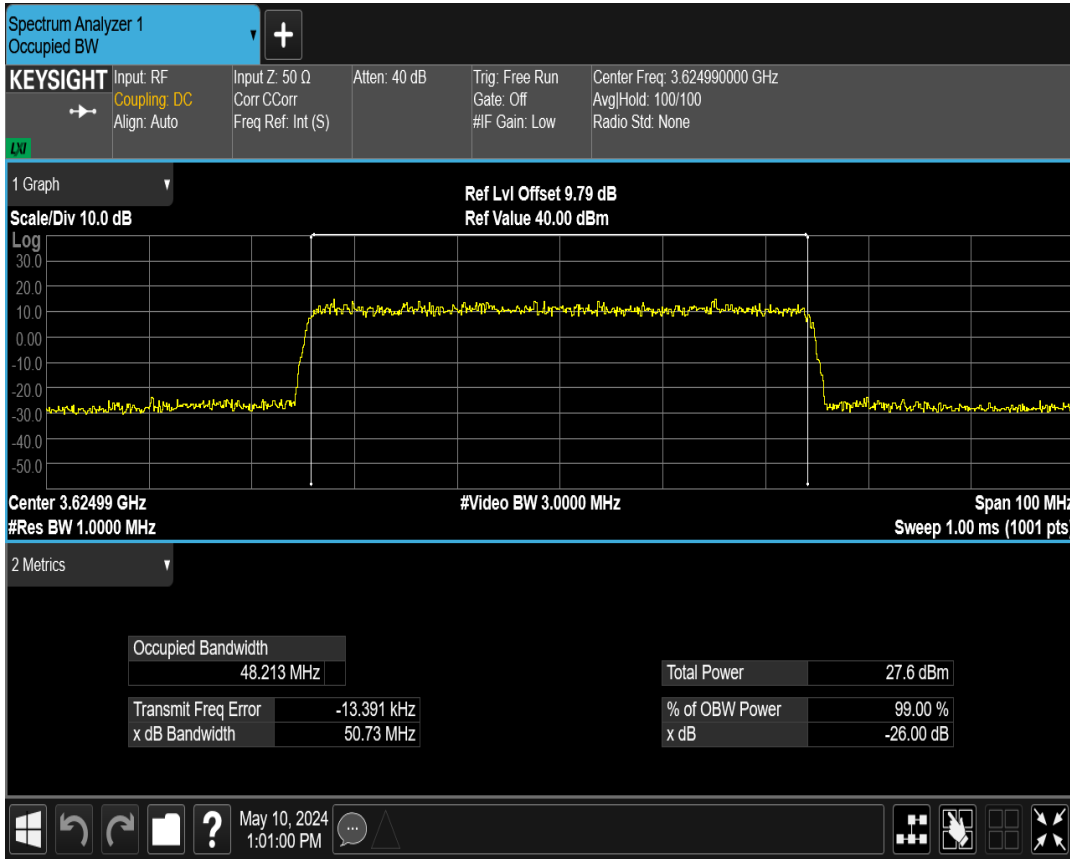 Spectrum Analyzer 1
Occupied BW
+
KEYSIGHT
LXI
Input: RF
Coupling: DC
Align: Auto
Input Z: 50 Ω
Corr CCorr
Freq Ref: Int (S)
Atten: 40 dB
Trig: Free Run
Gate: Off
#IF Gain: Low
Center Freq: 3.624990000 GHz
Avg|Hold: 100/100
Radio Std: None
1 Graph
Scale/Div 10.0 dB
Ref Lvl Offset 9.79 dB
Ref Value 40.00 dBm
Log
30.0
20.0
10.0
0.00
-10.0
-20.0
-30.0
-40.0
-50.0
Center 3.62499 GHz
#Video BW 3.0000 MHz
Span 100 MHz
#Res BW 1.0000 MHz
Sweep 1.00 ms (1001 pts)
2 Metrics
Occupied Bandwidth
48.213 MHz
Transmit Freq Error -13.391 kHz
x dB Bandwidth 50.73 MHz
Total Power 27.6 dBm
% of OBW Power 99.00 %
x dB -26.00 dB
?
May 10, 2024
1:01:00 PM